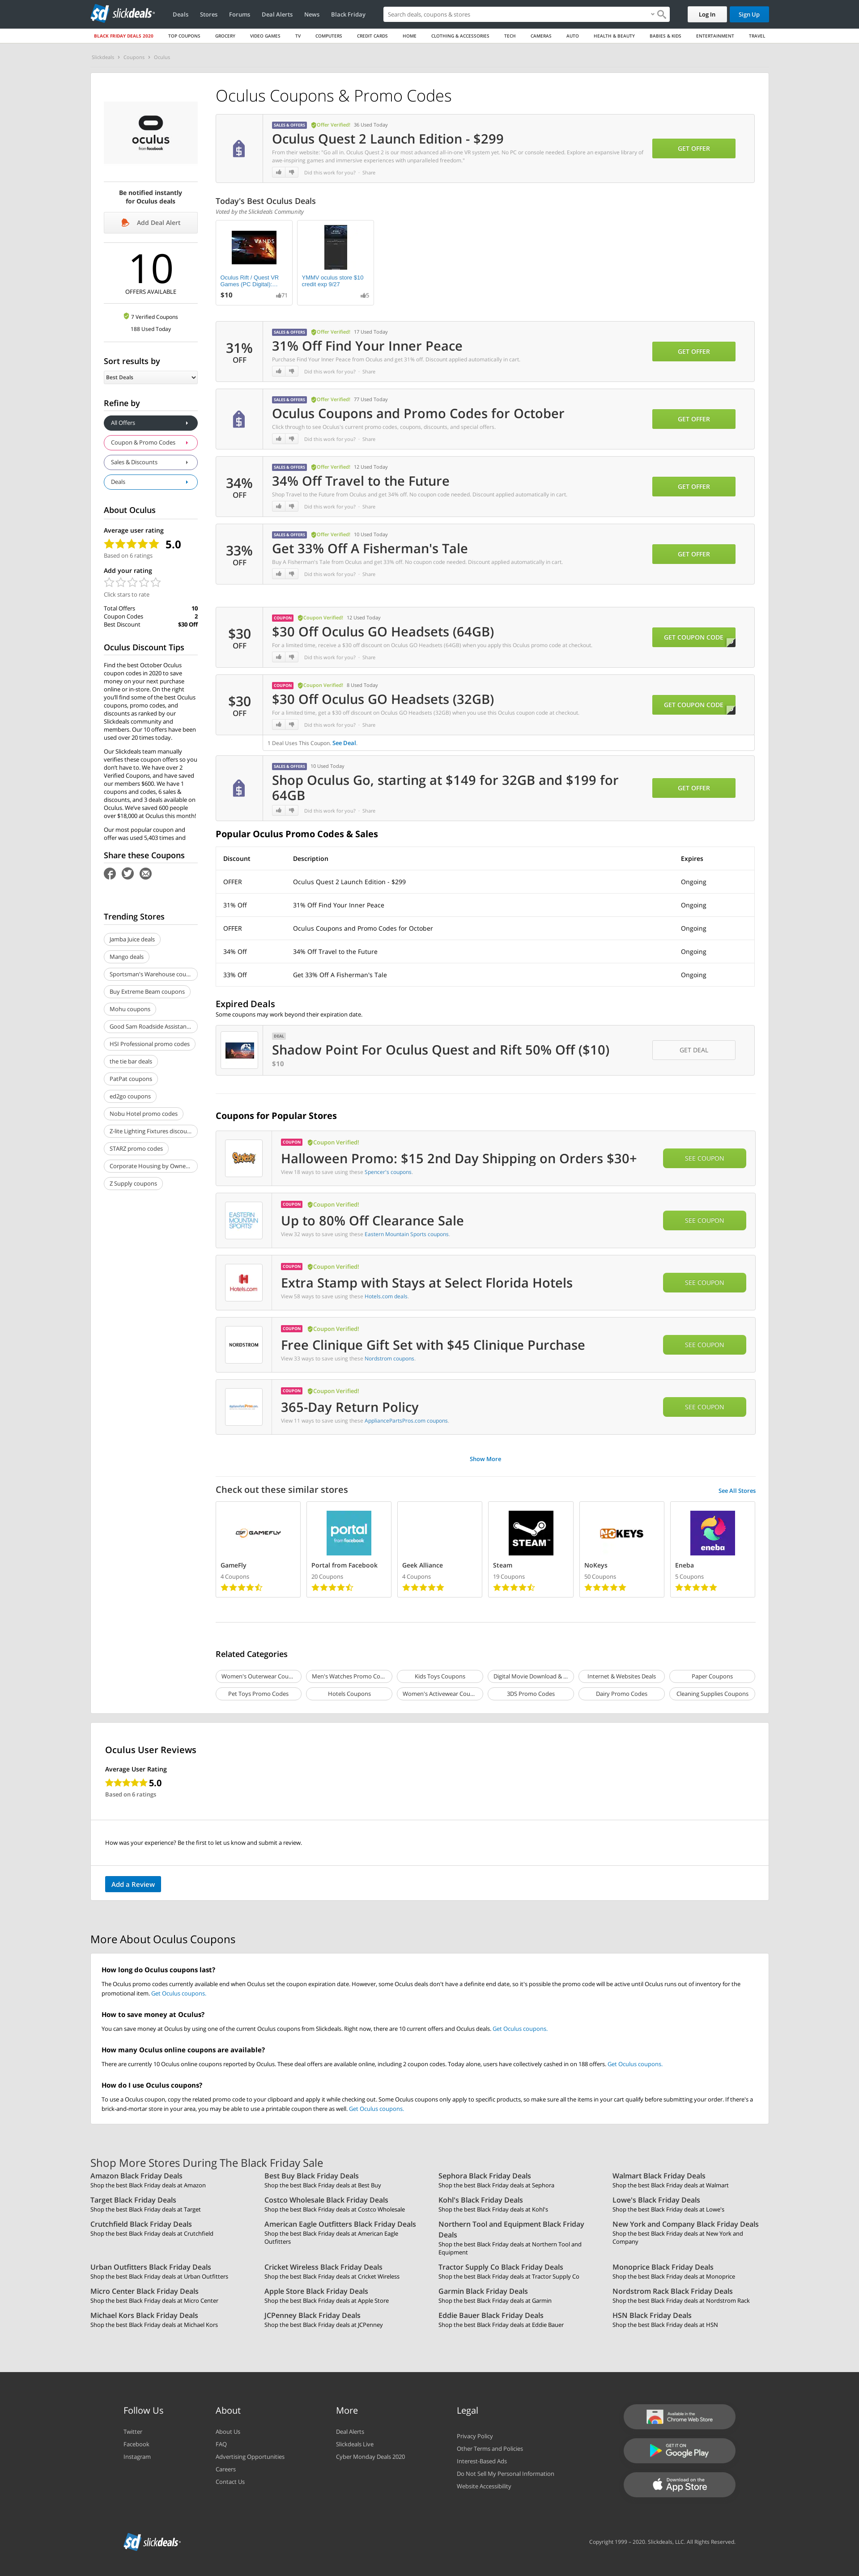 slickdeals
Deals
Stores
Forums
Deal Alerts
News
Black Friday
Search deals, coupons & stores
Log In
Sign Up
BLACK FRIDAY DEALS 2020
TOP COUPONS
GROCERY
VIDEO GAMES
TV
COMPUTERS
CREDIT CARDS
HOME
CLOTHING & ACCESSORIES
TECH
CAMERAS
AUTO
HEALTH & BEAUTY
BABIES & KIDS
ENTERTAINMENT
TRAVEL
Slickdeals › Coupons › Oculus
oculus
from facebook
Be notified instantly
for Oculus deals
Add Deal Alert
10
OFFERS AVAILABLE
7 Verified Coupons
188 Used Today
Sort results by
Best Deals
Refine by
All Offers
Coupon & Promo Codes
Sales & Discounts
Deals
About Oculus
Average user rating
5.0
Based on 6 ratings
Add your rating
Click stars to rate
Total Offers 10
Coupon Codes 2
Best Discount $30 Off
Oculus Discount Tips
Find the best October Oculus
coupon codes in 2020 to save
money on your next purchase
online or in-store. On the right
you'll find some of the best Oculus
coupons, promo codes, and
discounts as ranked by our
Slickdeals community and
members. Our 10 offers have been
used over 20 times today.
Our Slickdeals team manually
verifies these coupon offers so you
don't have to. We have over 2
Verified Coupons, and have saved
our members $600. We have 1
coupons and codes, 6 sales &
discounts, and 3 deals available on
Oculus. We've saved 600 people
over $18,000 at Oculus this month!
Our most popular coupon and
offer was used 5,403 times and
Share these Coupons
Trending Stores
Jamba Juice deals
Mango deals
Sportsman's Warehouse cou...
Buy Extreme Beam coupons
Mohu coupons
Good Sam Roadside Assistan...
HSI Professional promo codes
the tie bar deals
PatPat coupons
ed2go coupons
Nobu Hotel promo codes
Z-lite Lighting Fixtures discou...
STARZ promo codes
Corporate Housing by Owne...
Z Supply coupons
Oculus Coupons & Promo Codes
SALES & OFFERS Offer Verified! 36 Used Today
Oculus Quest 2 Launch Edition - $299
From their website: "Go all in. Oculus Quest 2 is our most advanced all-in-one VR system yet. No PC or console needed. Explore an expansive library of
awe-inspiring games and immersive experiences with unparalleled freedom."
Did this work for you? · Share
GET OFFER
Today's Best Oculus Deals
Voted by the Slickdeals Community
Oculus Rift / Quest VR
Games (PC Digital):...
$10 71
YMMV oculus store $10
credit exp 9/27
5
31%
OFF
SALES & OFFERS Offer Verified! 17 Used Today
31% Off Find Your Inner Peace
Purchase Find Your Inner Peace from Oculus and get 31% off. Discount applied automatically in cart.
Did this work for you? · Share
GET OFFER
SALES & OFFERS Offer Verified! 77 Used Today
Oculus Coupons and Promo Codes for October
Click through to see Oculus's current promo codes, coupons, discounts, and special offers.
Did this work for you? · Share
GET OFFER
34%
OFF
SALES & OFFERS Offer Verified! 12 Used Today
34% Off Travel to the Future
Shop Travel to the Future from Oculus and get 34% off. No coupon code needed. Discount applied automatically in cart.
Did this work for you? · Share
GET OFFER
33%
OFF
SALES & OFFERS Offer Verified! 10 Used Today
Get 33% Off A Fisherman's Tale
Buy A Fisherman's Tale from Oculus and get 33% off. No coupon code needed. Discount applied automatically in cart.
Did this work for you? · Share
GET OFFER
$30
OFF
COUPON Coupon Verified! 12 Used Today
$30 Off Oculus GO Headsets (64GB)
For a limited time, receive a $30 off discount on Oculus GO Headsets (64GB) when you apply this Oculus promo code at checkout.
Did this work for you? · Share
GET COUPON CODE
$30
OFF
COUPON Coupon Verified! 8 Used Today
$30 Off Oculus GO Headsets (32GB)
For a limited time, get a $30 off discount on Oculus GO Headsets (32GB) when you use this Oculus coupon code at checkout.
Did this work for you? · Share
GET COUPON CODE
1 Deal Uses This Coupon. See Deal.
SALES & OFFERS 10 Used Today
Shop Oculus Go, starting at $149 for 32GB and $199 for
64GB
Did this work for you? · Share
GET OFFER
Popular Oculus Promo Codes & Sales
Discount Description Expires
OFFER Oculus Quest 2 Launch Edition - $299 Ongoing
31% Off 31% Off Find Your Inner Peace Ongoing
OFFER Oculus Coupons and Promo Codes for October Ongoing
34% Off 34% Off Travel to the Future Ongoing
33% Off Get 33% Off A Fisherman's Tale Ongoing
Expired Deals
Some coupons may work beyond their expiration date.
DEAL
Shadow Point For Oculus Quest and Rift 50% Off ($10)
$10
GET DEAL
Coupons for Popular Stores
COUPON Coupon Verified!
Halloween Promo: $15 2nd Day Shipping on Orders $30+
View 18 ways to save using these Spencer's coupons.
SEE COUPON
EASTERN
MOUNTAIN
SPORTS
COUPON Coupon Verified!
Up to 80% Off Clearance Sale
View 32 ways to save using these Eastern Mountain Sports coupons.
SEE COUPON
Hotels.com
COUPON Coupon Verified!
Extra Stamp with Stays at Select Florida Hotels
View 58 ways to save using these Hotels.com deals.
SEE COUPON
NORDSTROM
COUPON Coupon Verified!
Free Clinique Gift Set with $45 Clinique Purchase
View 33 ways to save using these Nordstrom coupons.
SEE COUPON
COUPON Coupon Verified!
365-Day Return Policy
View 11 ways to save using these AppliancePartsPros.com coupons.
SEE COUPON
Show More
Check out these similar stores
See All Stores
GAMEFLY
GameFly
4 Coupons
portal
from facebook
Portal from Facebook
20 Coupons
Geek Alliance
4 Coupons
STEAM
Steam
19 Coupons
NOKEYS
NoKeys
50 Coupons
eneba
Eneba
5 Coupons
Related Categories
Women's Outerwear Cou...
Men's Watches Promo Co...
Kids Toys Coupons
Digital Movie Download & ...
Internet & Websites Deals
Paper Coupons
Pet Toys Promo Codes
Hotels Coupons
Women's Activewear Cou...
3DS Promo Codes
Dairy Promo Codes
Cleaning Supplies Coupons
Oculus User Reviews
Average User Rating
5.0
Based on 6 ratings
How was your experience? Be the first to let us know and submit a review.
Add a Review
More About Oculus Coupons
How long do Oculus coupons last?
The Oculus promo codes currently available end when Oculus set the coupon expiration date. However, some Oculus deals don't have a definite end date, so it's possible the promo code will be active until Oculus runs out of inventory for the
promotional item. Get Oculus coupons.
How to save money at Oculus?
You can save money at Oculus by using one of the current Oculus coupons from Slickdeals. Right now, there are 10 current offers and Oculus deals. Get Oculus coupons.
How many Oculus online coupons are available?
There are currently 10 Oculus online coupons reported by Oculus. These deal offers are available online, including 2 coupon codes. Today alone, users have collectively cashed in on 188 offers. Get Oculus coupons.
How do I use Oculus coupons?
To use a Oculus coupon, copy the related promo code to your clipboard and apply it while checking out. Some Oculus coupons only apply to specific products, so make sure all the items in your cart qualify before submitting your order. If there's a
brick-and-mortar store in your area, you may be able to use a printable coupon there as well. Get Oculus coupons.
Shop More Stores During The Black Friday Sale
Amazon Black Friday Deals
Shop the best Black Friday deals at Amazon
Best Buy Black Friday Deals
Shop the best Black Friday deals at Best Buy
Sephora Black Friday Deals
Shop the best Black Friday deals at Sephora
Walmart Black Friday Deals
Shop the best Black Friday deals at Walmart
Target Black Friday Deals
Shop the best Black Friday deals at Target
Costco Wholesale Black Friday Deals
Shop the best Black Friday deals at Costco Wholesale
Kohl's Black Friday Deals
Shop the best Black Friday deals at Kohl's
Lowe's Black Friday Deals
Shop the best Black Friday deals at Lowe's
Crutchfield Black Friday Deals
Shop the best Black Friday deals at Crutchfield
American Eagle Outfitters Black Friday Deals
Shop the best Black Friday deals at American Eagle
Outfitters
Northern Tool and Equipment Black Friday
Deals
Shop the best Black Friday deals at Northern Tool and
Equipment
New York and Company Black Friday Deals
Shop the best Black Friday deals at New York and
Company
Urban Outfitters Black Friday Deals
Shop the best Black Friday deals at Urban Outfitters
Cricket Wireless Black Friday Deals
Shop the best Black Friday deals at Cricket Wireless
Tractor Supply Co Black Friday Deals
Shop the best Black Friday deals at Tractor Supply Co
Monoprice Black Friday Deals
Shop the best Black Friday deals at Monoprice
Micro Center Black Friday Deals
Shop the best Black Friday deals at Micro Center
Apple Store Black Friday Deals
Shop the best Black Friday deals at Apple Store
Garmin Black Friday Deals
Shop the best Black Friday deals at Garmin
Nordstrom Rack Black Friday Deals
Shop the best Black Friday deals at Nordstrom Rack
Michael Kors Black Friday Deals
Shop the best Black Friday deals at Michael Kors
JCPenney Black Friday Deals
Shop the best Black Friday deals at JCPenney
Eddie Bauer Black Friday Deals
Shop the best Black Friday deals at Eddie Bauer
HSN Black Friday Deals
Shop the best Black Friday deals at HSN
Follow Us
Twitter
Facebook
Instagram
About
About Us
FAQ
Advertising Opportunities
Careers
Contact Us
More
Deal Alerts
Slickdeals Live
Cyber Monday Deals 2020
Legal
Privacy Policy
Other Terms and Policies
Interest-Based Ads
Do Not Sell My Personal Information
Website Accessibility
Available in the
Chrome Web Store
GET IT ON
Google Play
Download on the
App Store
slickdeals
Copyright 1999 - 2020. Slickdeals, LLC. All Rights Reserved.